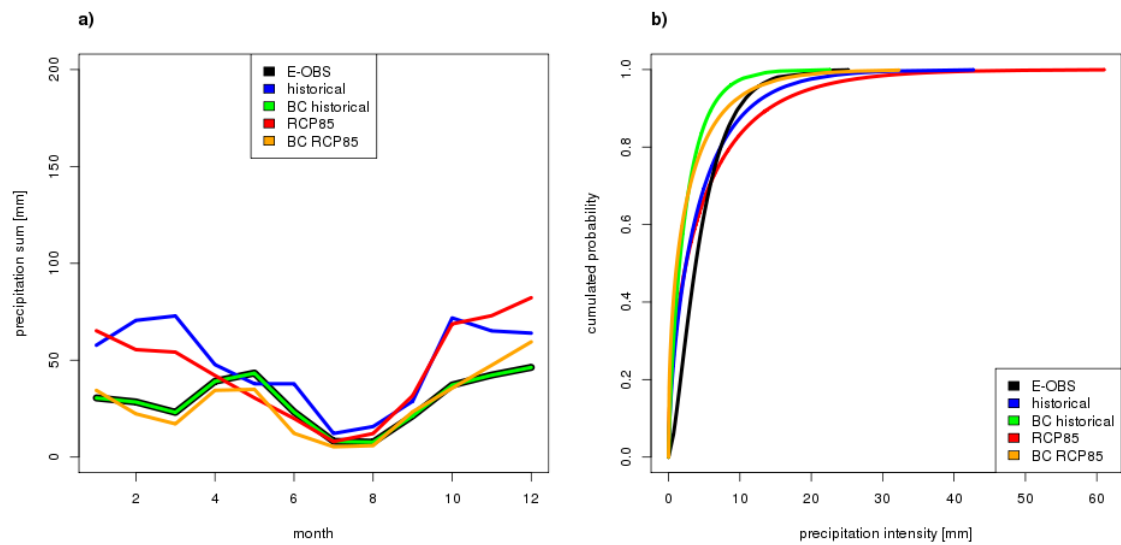 a)
precipitation sum [mm]
200
150
100
50
0
E-OBS
historical
BC historical
RCP85
BC RCP85
2 4 6 8 10 12
month
b)
cumulated probability
1.0
0.8
0.6
0.4
0.2
0.0
E-OBS
historical
BC historical
RCP85
BC RCP85
0 10 20 30 40 50 60
precipitation intensity [mm]